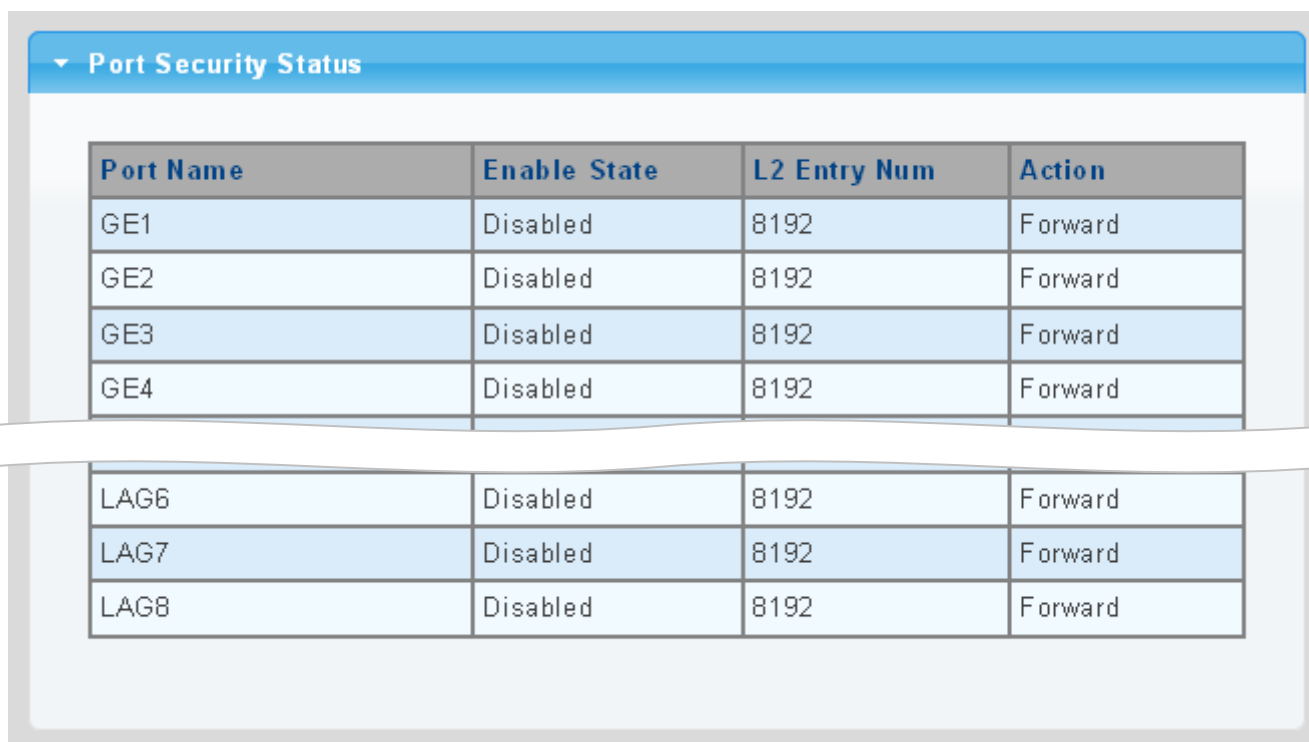 Port Security Status
Port Name Enable State L2 Entry Num Action
GE1 Disabled 8192 Forward
GE2 Disabled 8192 Forward
GE3 Disabled 8192 Forward
GE4 Disabled 8192 Forward
LAG6 Disabled 8192 Forward
LAG7 Disabled 8192 Forward
LAG8 Disabled 8192 Forward